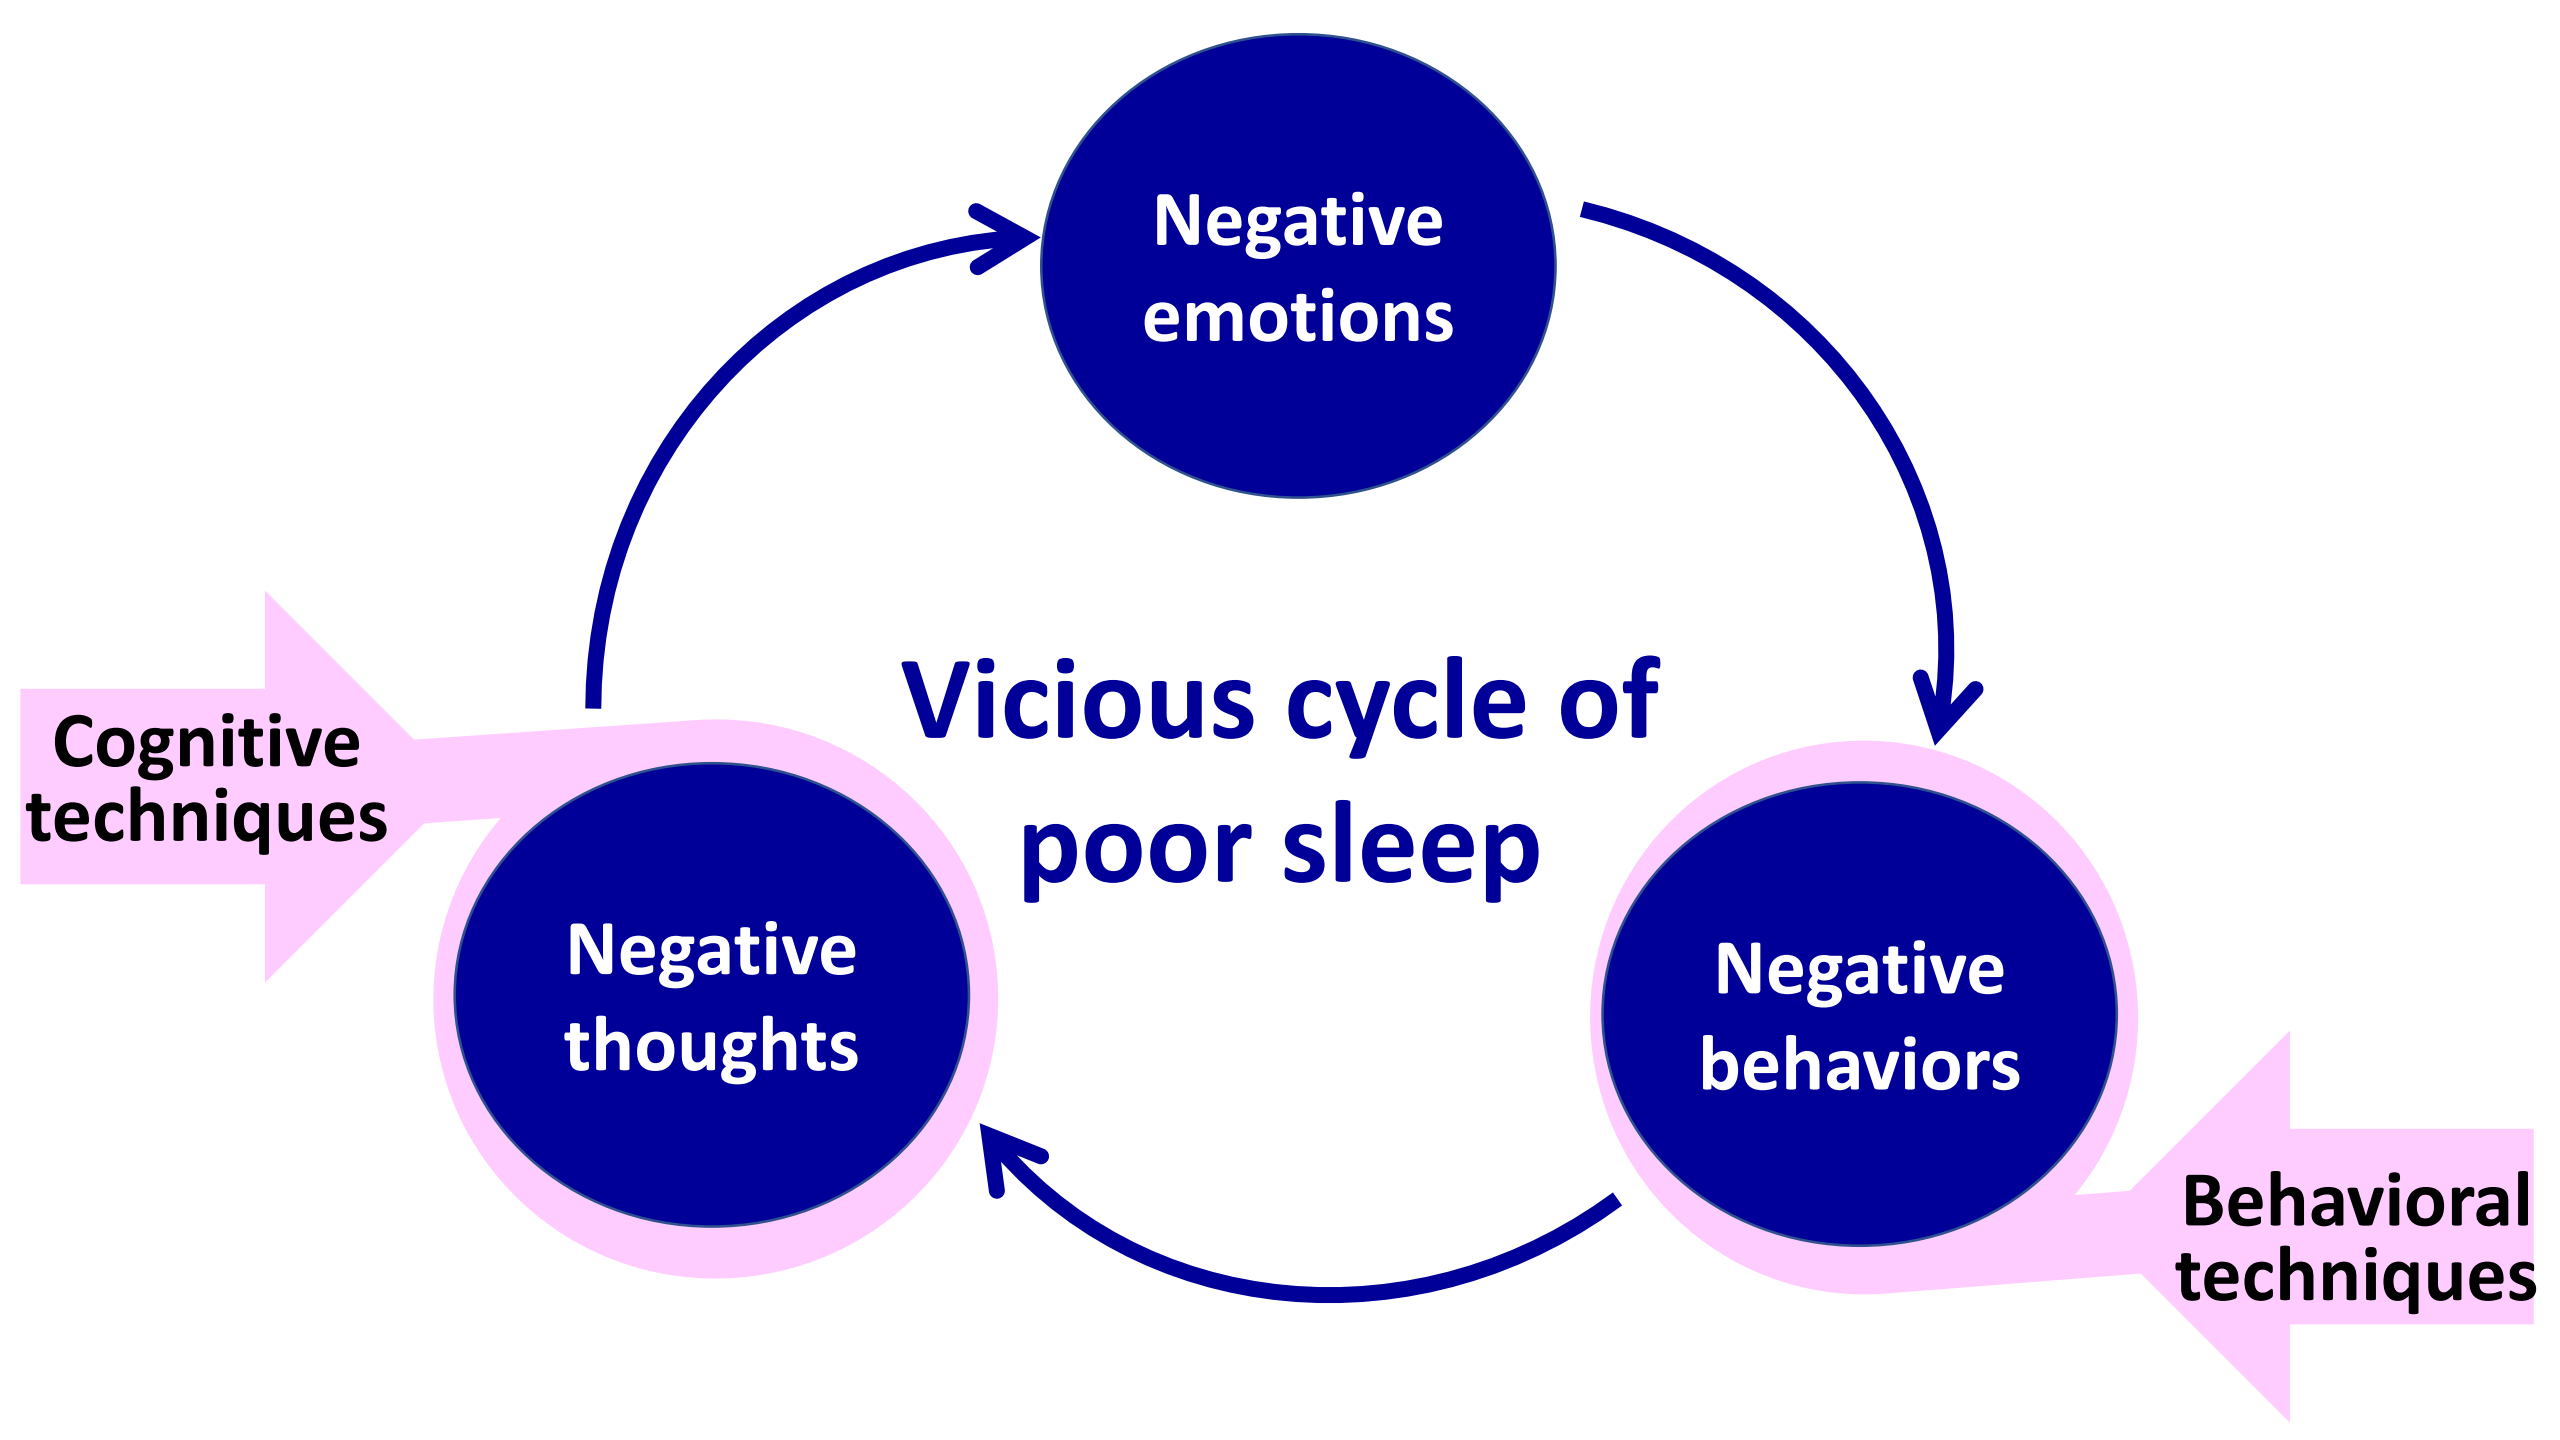 Negative
emotions
Vicious cycle of
poor sleep
Cognitive
techniques
Negative
thoughts
Negative
behaviors
Behavioral
techniques